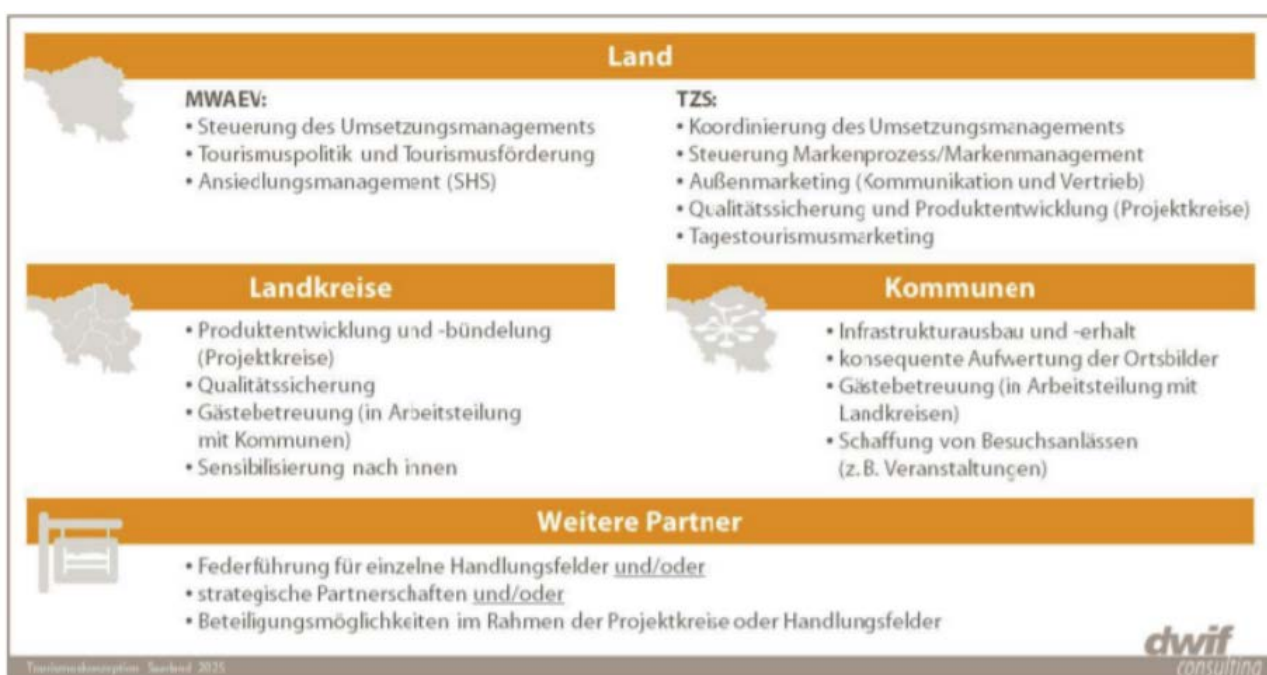 Land
MWAEV:
• Steuerung des Umsetzungsmanagements
• Tourismuspolitik und Tourismusförderung
• Ansiedlungsmanagement (SHS)
TZS:
• Koordinierung des Umsetzungsmanagements
• Steuerung Markenprozess/Markenmanagement
• Außenmarketing (Kommunikation und Vertrieb)
• Qualitätssicherung und Produktentwicklung (Projektkreise)
• Tagestourismusmarketing
Landkreise
• Produktentwicklung und -bündelung
(Projektkreise)
• Qualitätssicherung
• Gästebetreuung (in Arbeitsteilung
mit Kommunen)
• Sensibilisierung nach innen
Kommunen
• Infrastrukturausbau und -erhalt
• konsequente Aufwertung der Ortsbilder
• Gästebetreuung (in Arbeitsteilung mit
Landkreisen)
• Schaffung von Besuchsanlässen
(z. B. Veranstaltungen)
Weitere Partner
• Federführung für einzelne Handlungsfelder und/oder
• strategische Partnerschaften und/oder
• Beteiligungsmöglichkeiten im Rahmen der Projektkreise oder Handlungsfelder
Tourismuskonzeption Saarland 2025
dwif
consulting